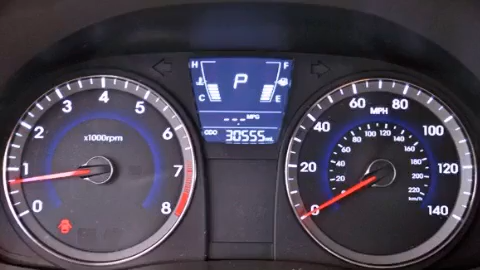 0 1 2 3 4 5 6 7 8
x1000rpm
H F
P
C E
--- MPG
ODO 30555 mi
0 20 40 60 80 100 120 140
MPH
0 20 40 60 80 100 120 140 160 180 200 220
km/h